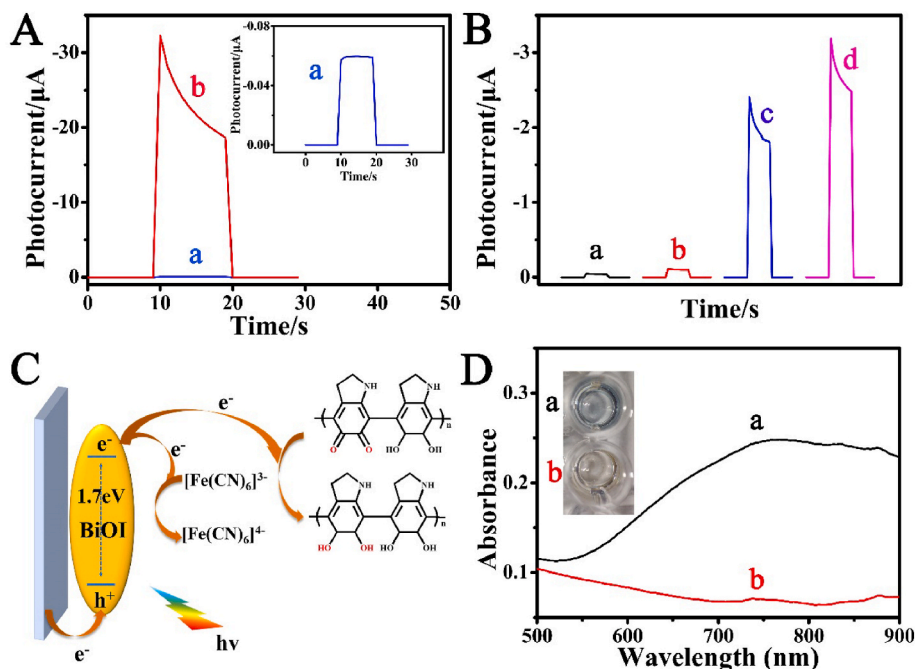 A
-30
-20
-10
0
Photocurrent/μA
b
a
0 10 20 30 40 50
Time/s
-0.08
-0.04
0.00
Photocurrent/μA
a
0 10 20 30
Time/s
B
-3
-2
-1
0
Photocurrent/μA
a
b
c
d
Time/s
C
e-
1.7eV
BiOI
h+
e-
hν
e-
e-
[Fe(CN)6]3-
[Fe(CN)6]4-
NH NH
n
O O HO OH
NH NH
n
HO OH HO OH
D
0.3
0.2
0.1
Absorbance
a
b
a
b
500 600 700 800 900
Wavelength (nm)